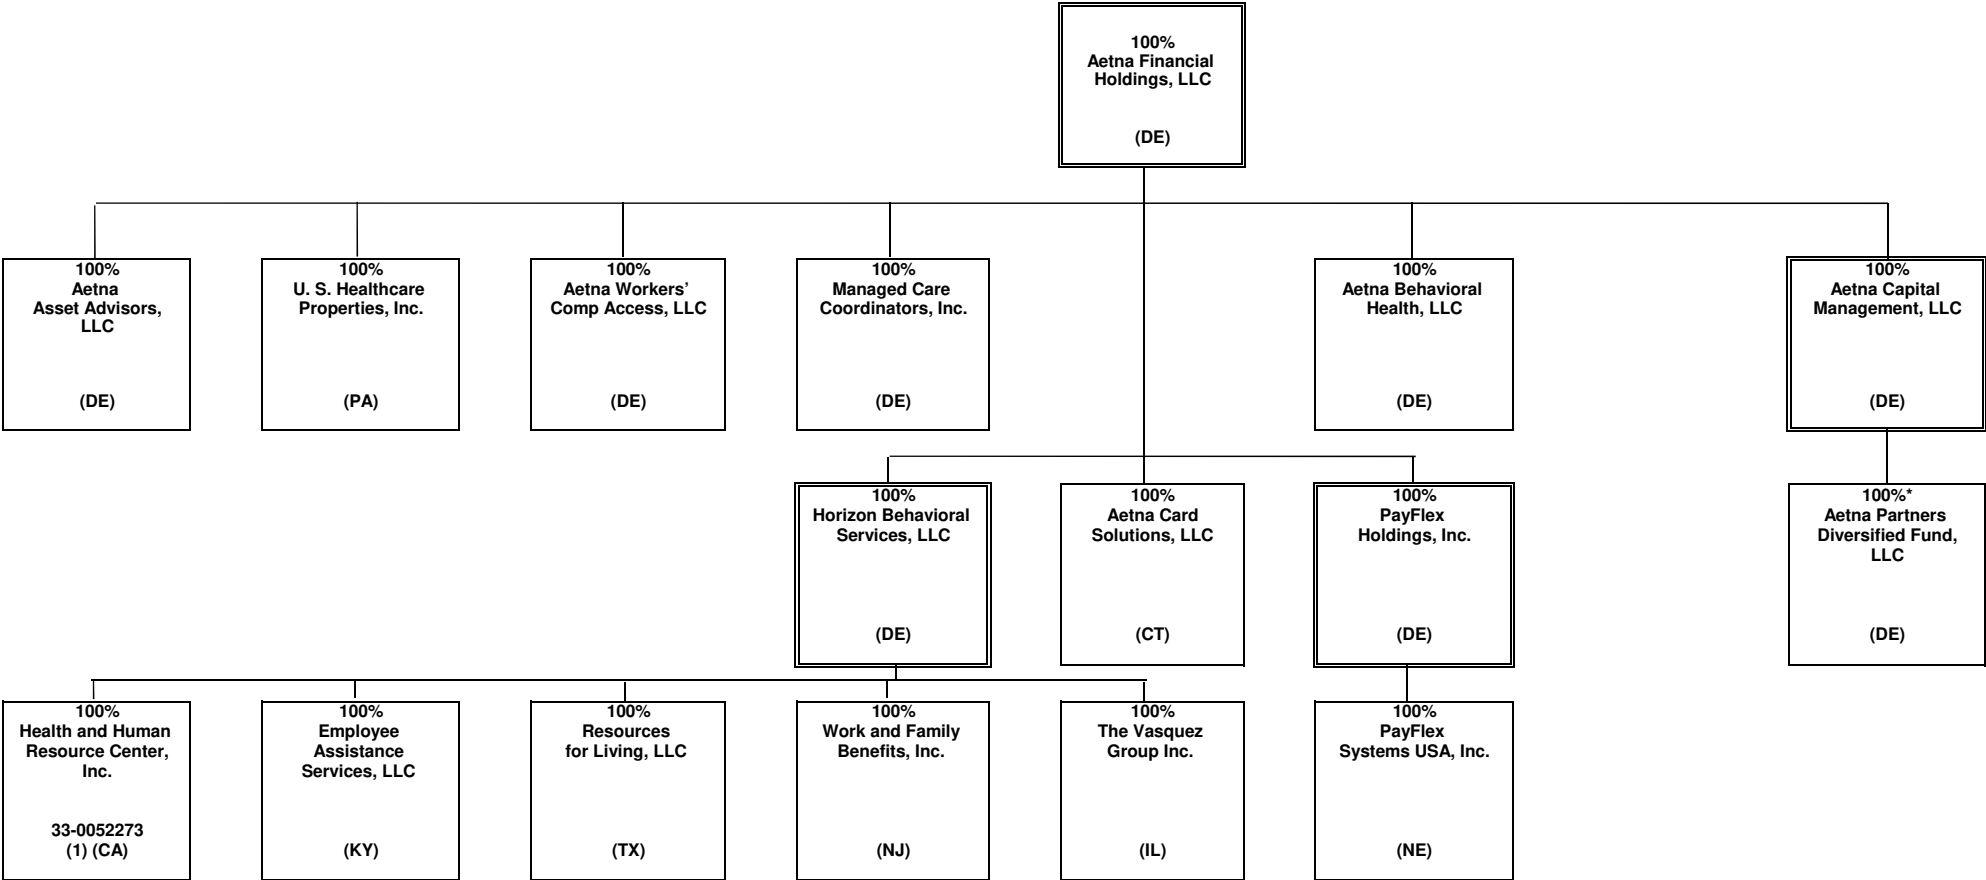 100%
Aetna Financial
Holdings, LLC
(DE)
100%
Aetna
Asset Advisors,
LLC
(DE)
100%
U. S. Healthcare
Properties, Inc.
(PA)
100%
Aetna Workers’
Comp Access, LLC
(DE)
100%
Managed Care
Coordinators, Inc.
(DE)
100%
Aetna Behavioral
Health, LLC
(DE)
100%
Aetna Capital
Management, LLC
(DE)
100%
Horizon Behavioral
Services, LLC
(DE)
100%
Aetna Card
Solutions, LLC
(CT)
100%
PayFlex
Holdings, Inc.
(DE)
100%*
Aetna Partners
Diversified Fund,
LLC
(DE)
100%
Health and Human
Resource Center,
Inc.
33-0052273
(1) (CA)
100%
Employee
Assistance
Services, LLC
(KY)
100%
Resources
for Living, LLC
(TX)
100%
Work and Family
Benefits, Inc.
(NJ)
100%
The Vasquez
Group Inc.
(IL)
100%
PayFlex
Systems USA, Inc.
(NE)